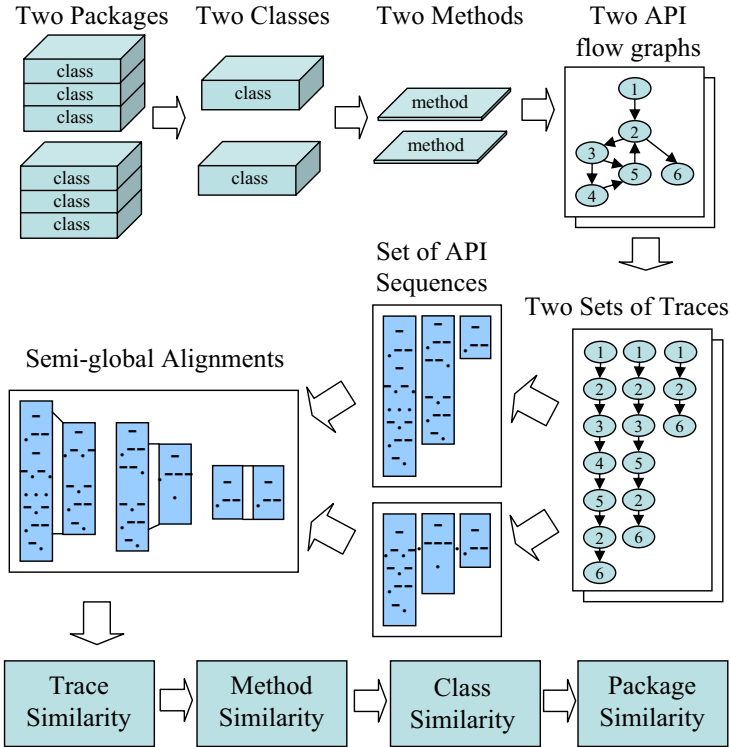 Two Packages
Two Classes
Two Methods
Two API
flow graphs
class
class
class
class
class
class
class
class
method
method
1
2
3
5
6
4
Set of API
Sequences
Two Sets of Traces
Semi-global Alignments
1 1 1
2 2 2
3 3 6
4 5
5 2
2 6
6
Trace
Similarity
Method
Similarity
Class
Similarity
Package
Similarity